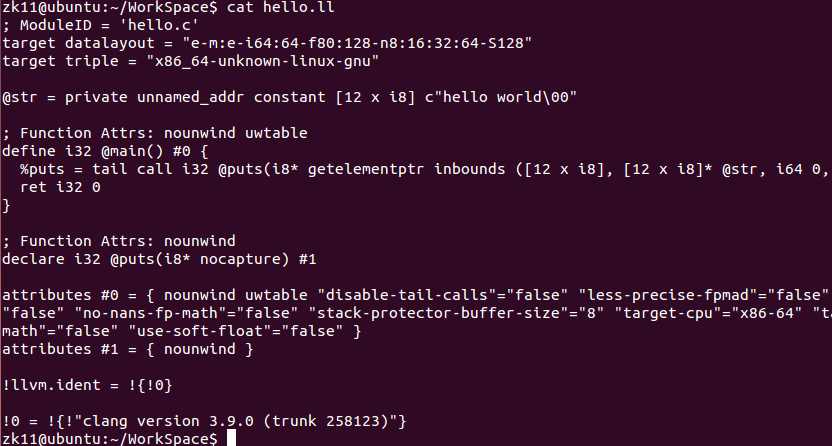 zk11@ubuntu:~/WorkSpace$ cat hello.ll
; ModuleID = 'hello.c'
target datalayout = "e-m:e-i64:64-f80:128-n8:16:32:64-S128"
target triple = "x86_64-unknown-linux-gnu"
@str = private unnamed_addr constant [12 x i8] c"hello world\00"
; Function Attrs: nounwind uwtable
define i32 @main() #0 {
  %puts = tail call i32 @puts(i8* getelementptr inbounds ([12 x i8], [12 x i8]* @str, i64 0,
  ret i32 0
}
; Function Attrs: nounwind
declare i32 @puts(i8* nocapture) #1
attributes #0 = { nounwind uwtable "disable-tail-calls"="false" "less-precise-fpmad"="false"
"false" "no-nans-fp-math"="false" "stack-protector-buffer-size"="8" "target-cpu"="x86-64" "ta
math"="false" "use-soft-float"="false" }
attributes #1 = { nounwind }
!llvm.ident = !{!0}
!0 = !{!"clang version 3.9.0 (trunk 258123)"}
zk11@ubuntu:~/WorkSpace$